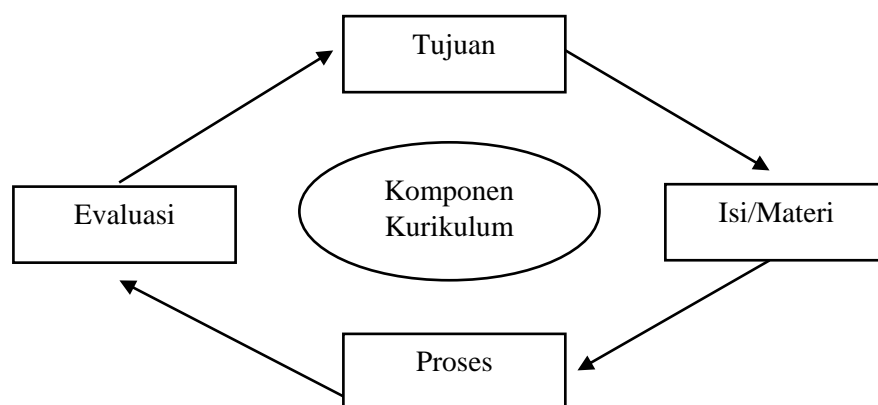 Tujuan
Evaluasi
Komponen
Kurikulum
Isi/Materi
Proses